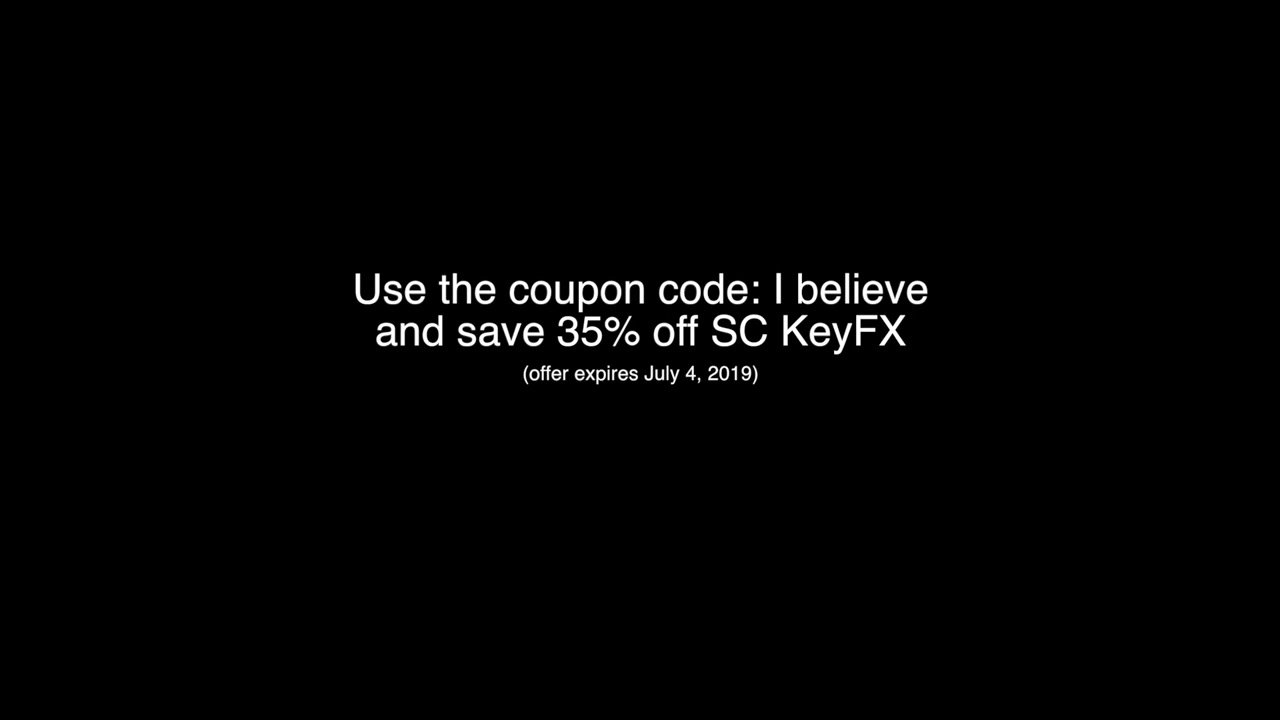 Use the coupon code: I believe
and save 35% off SC KeyFX
(offer expires July 4, 2019)